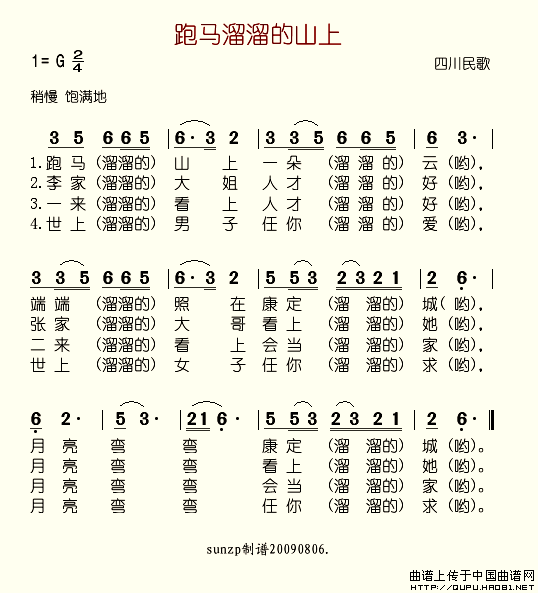 跑马溜溜的山上
1= G 2/4
四川民歌
稍慢 饱满地
3 5 6 6 5 | 6· 3 2 | 3 3 5 6 6 5 | 6 3· |
1.跑 马 (溜溜的) 山 上 一 朵 (溜 溜 的) 云 (哟),
2.李 家 (溜溜的) 大 姐 人 才 (溜 溜 的) 好 (哟),
3.一 来 (溜溜的) 看 上 人 才 (溜 溜 的) 好 (哟),
4.世 上 (溜溜的) 男 子 任 你 (溜 溜 的) 爱 (哟),
3 3 5 6 6 5 | 6· 3 2 | 5 5 3 2 3 2 1 | 2 6· |
端 端 (溜溜的) 照 在 康 定 (溜 溜 的) 城( 哟),
张 家 (溜溜的) 大 哥 看 上 (溜 溜 的) 她 (哟),
二 来 (溜溜的) 看 上 会 当 (溜 溜 的) 家 (哟),
世 上 (溜溜的) 女 子 任 你 (溜 溜 的) 求 (哟),
6 2· | 5 3· | 2 1 6· | 5 5 3 2 3 2 1 | 2 6· ‖
月 亮 弯 弯 康 定 (溜 溜 的) 城 (哟)。
月 亮 弯 弯 看 上 (溜 溜 的) 她 (哟)。
月 亮 弯 弯 会 当 (溜 溜 的) 家 (哟)。
月 亮 弯 弯 任 你 (溜 溜 的) 求 (哟)。
sunzp制谱20090806.
曲谱上传于中国曲谱网
HTTP://QUPU.HAO81.NET